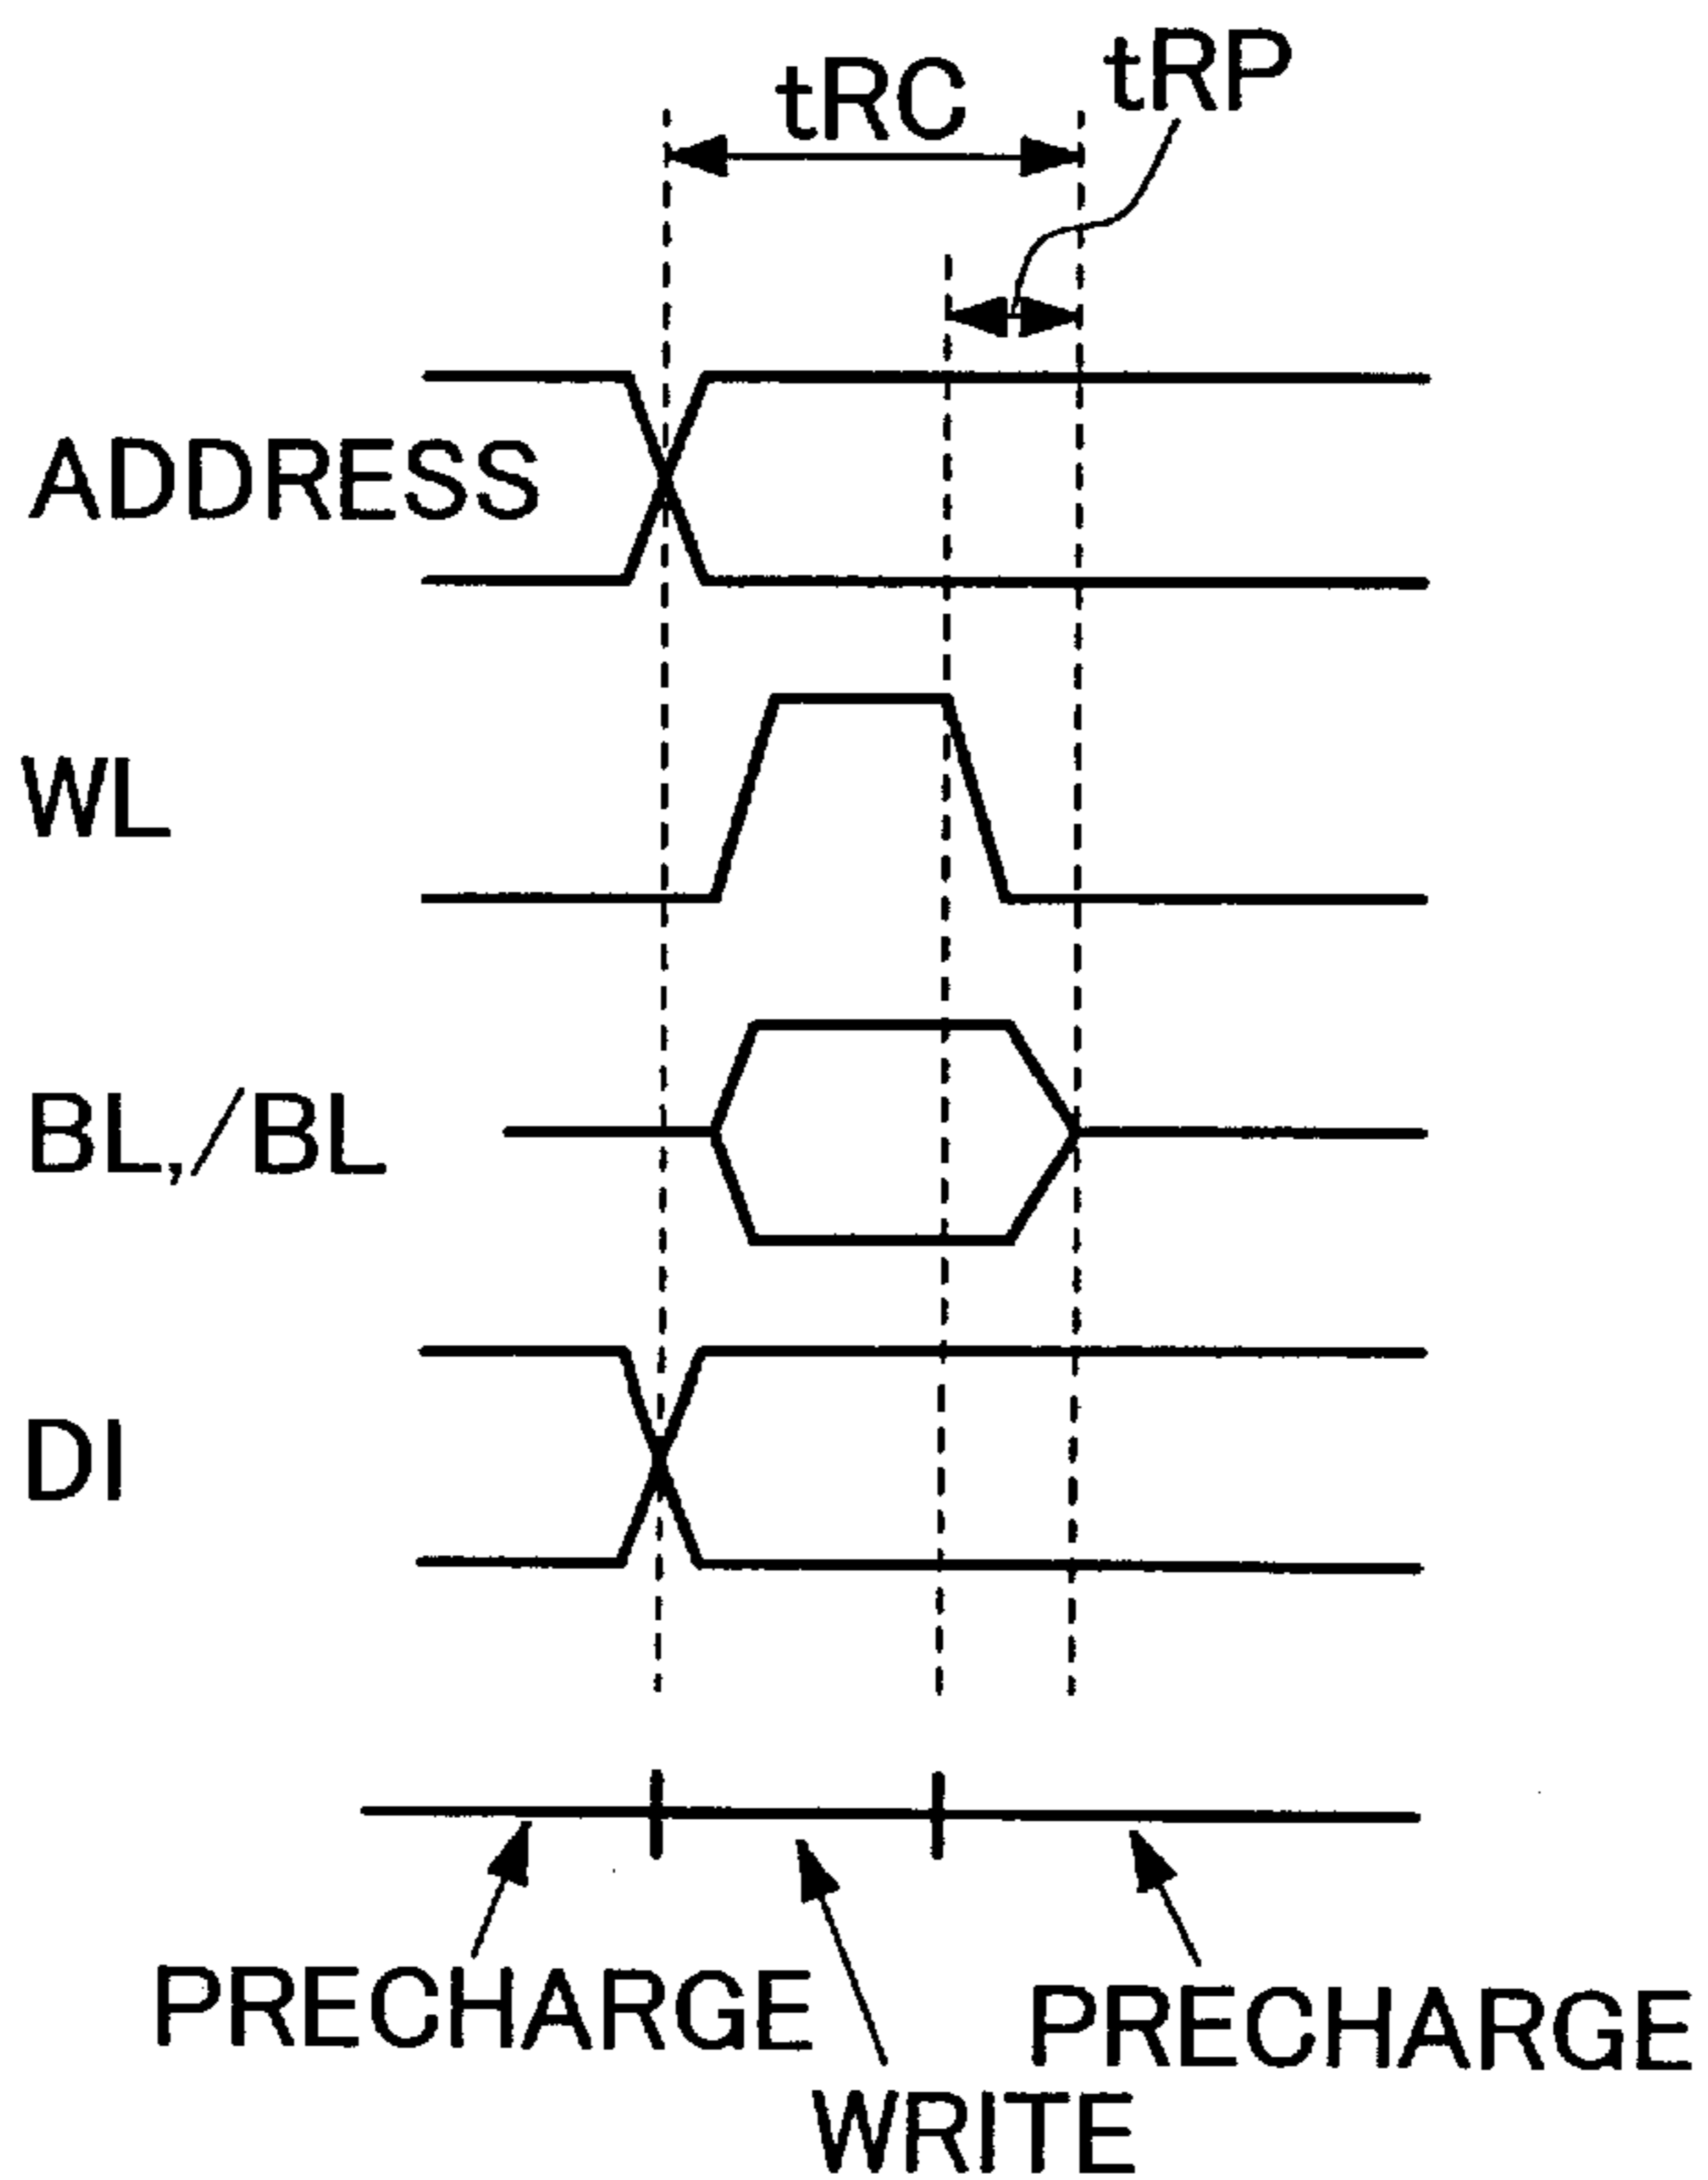 tRC
tRP
ADDRESS
WL
BL,/BL
DI
PRECHARGE
PRECHARGE
WRITE